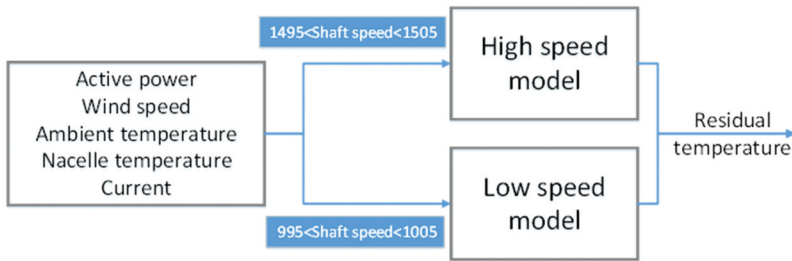 1495<Shaft speed<1505
High speed
model
Active power
Wind speed
Ambient temperature
Nacelle temperature
Current
Residual
temperature
Low speed
model
995<Shaft speed<1005